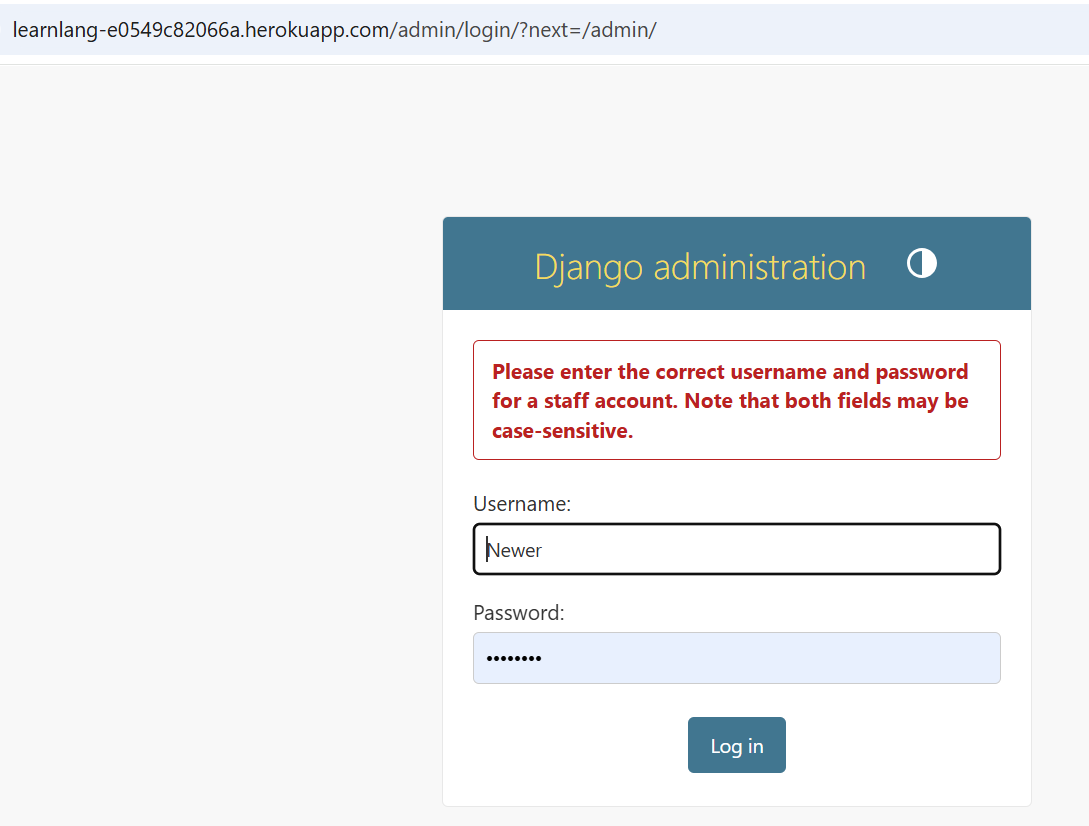 learnlang-e0549c82066a.herokuapp.com/admin/login/?next=/admin/
Django administration
Please enter the correct username and password
for a staff account. Note that both fields may be
case-sensitive.
Username:
Newer
Password:
••••••••
Log in